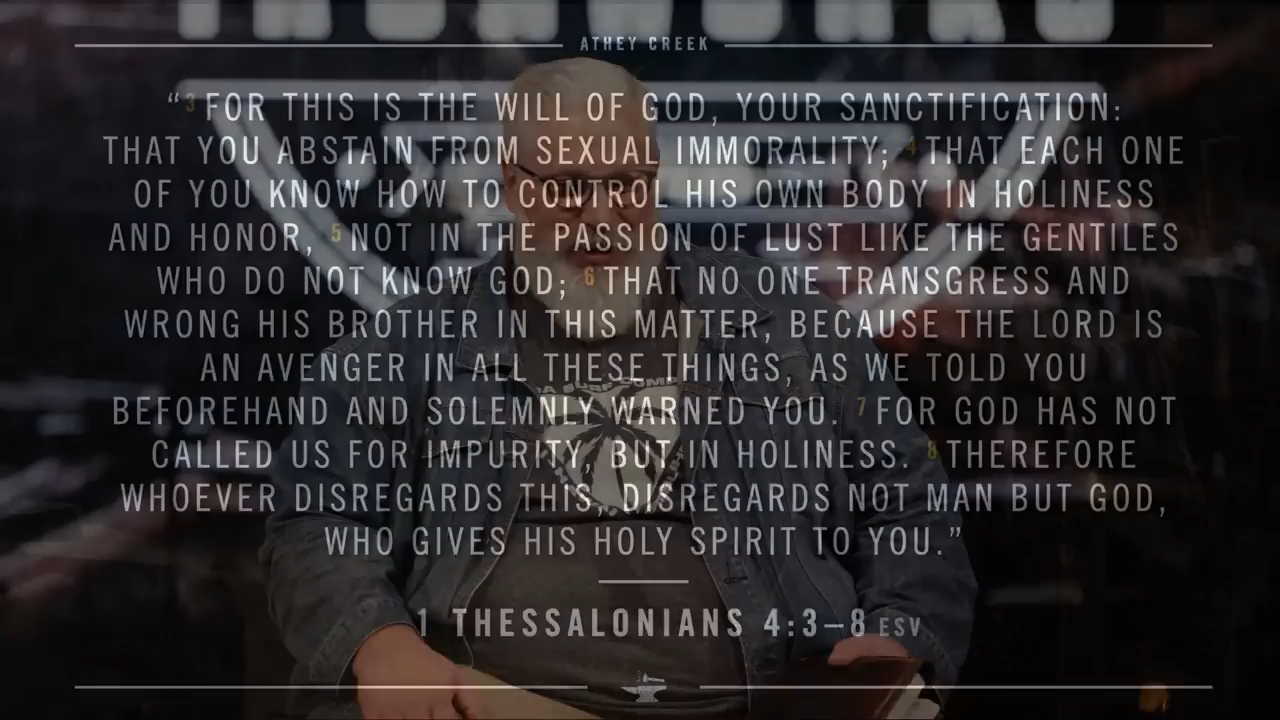 ATHEY CREEK
“3 FOR THIS IS THE WILL OF GOD, YOUR SANCTIFICATION:
THAT YOU ABSTAIN FROM SEXUAL IMMORALITY; 4 THAT EACH ONE
OF YOU KNOW HOW TO CONTROL HIS OWN BODY IN HOLINESS
AND HONOR, 5 NOT IN THE PASSION OF LUST LIKE THE GENTILES
WHO DO NOT KNOW GOD; 6 THAT NO ONE TRANSGRESS AND
WRONG HIS BROTHER IN THIS MATTER, BECAUSE THE LORD IS
AN AVENGER IN ALL THESE THINGS, AS WE TOLD YOU
BEFOREHAND AND SOLEMNLY WARNED YOU. 7 FOR GOD HAS NOT
CALLED US FOR IMPURITY, BUT IN HOLINESS. 8 THEREFORE
WHOEVER DISREGARDS THIS, DISREGARDS NOT MAN BUT GOD,
WHO GIVES HIS HOLY SPIRIT TO YOU.”
1 THESSALONIANS 4:3–8 ESV